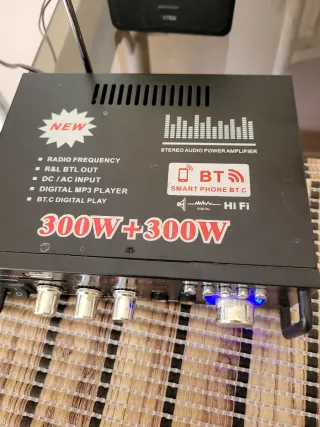 NEW
STEREO AUDIO POWER AMPLIFIER
RADIO FREQUENCY
R&L BTL OUT
DC / AC INPUT
DIGITAL MP3 PLAYER
BT.C DIGITAL PLAY
BT
SMART PHONE BT.C
Hi Fi
300W+300W